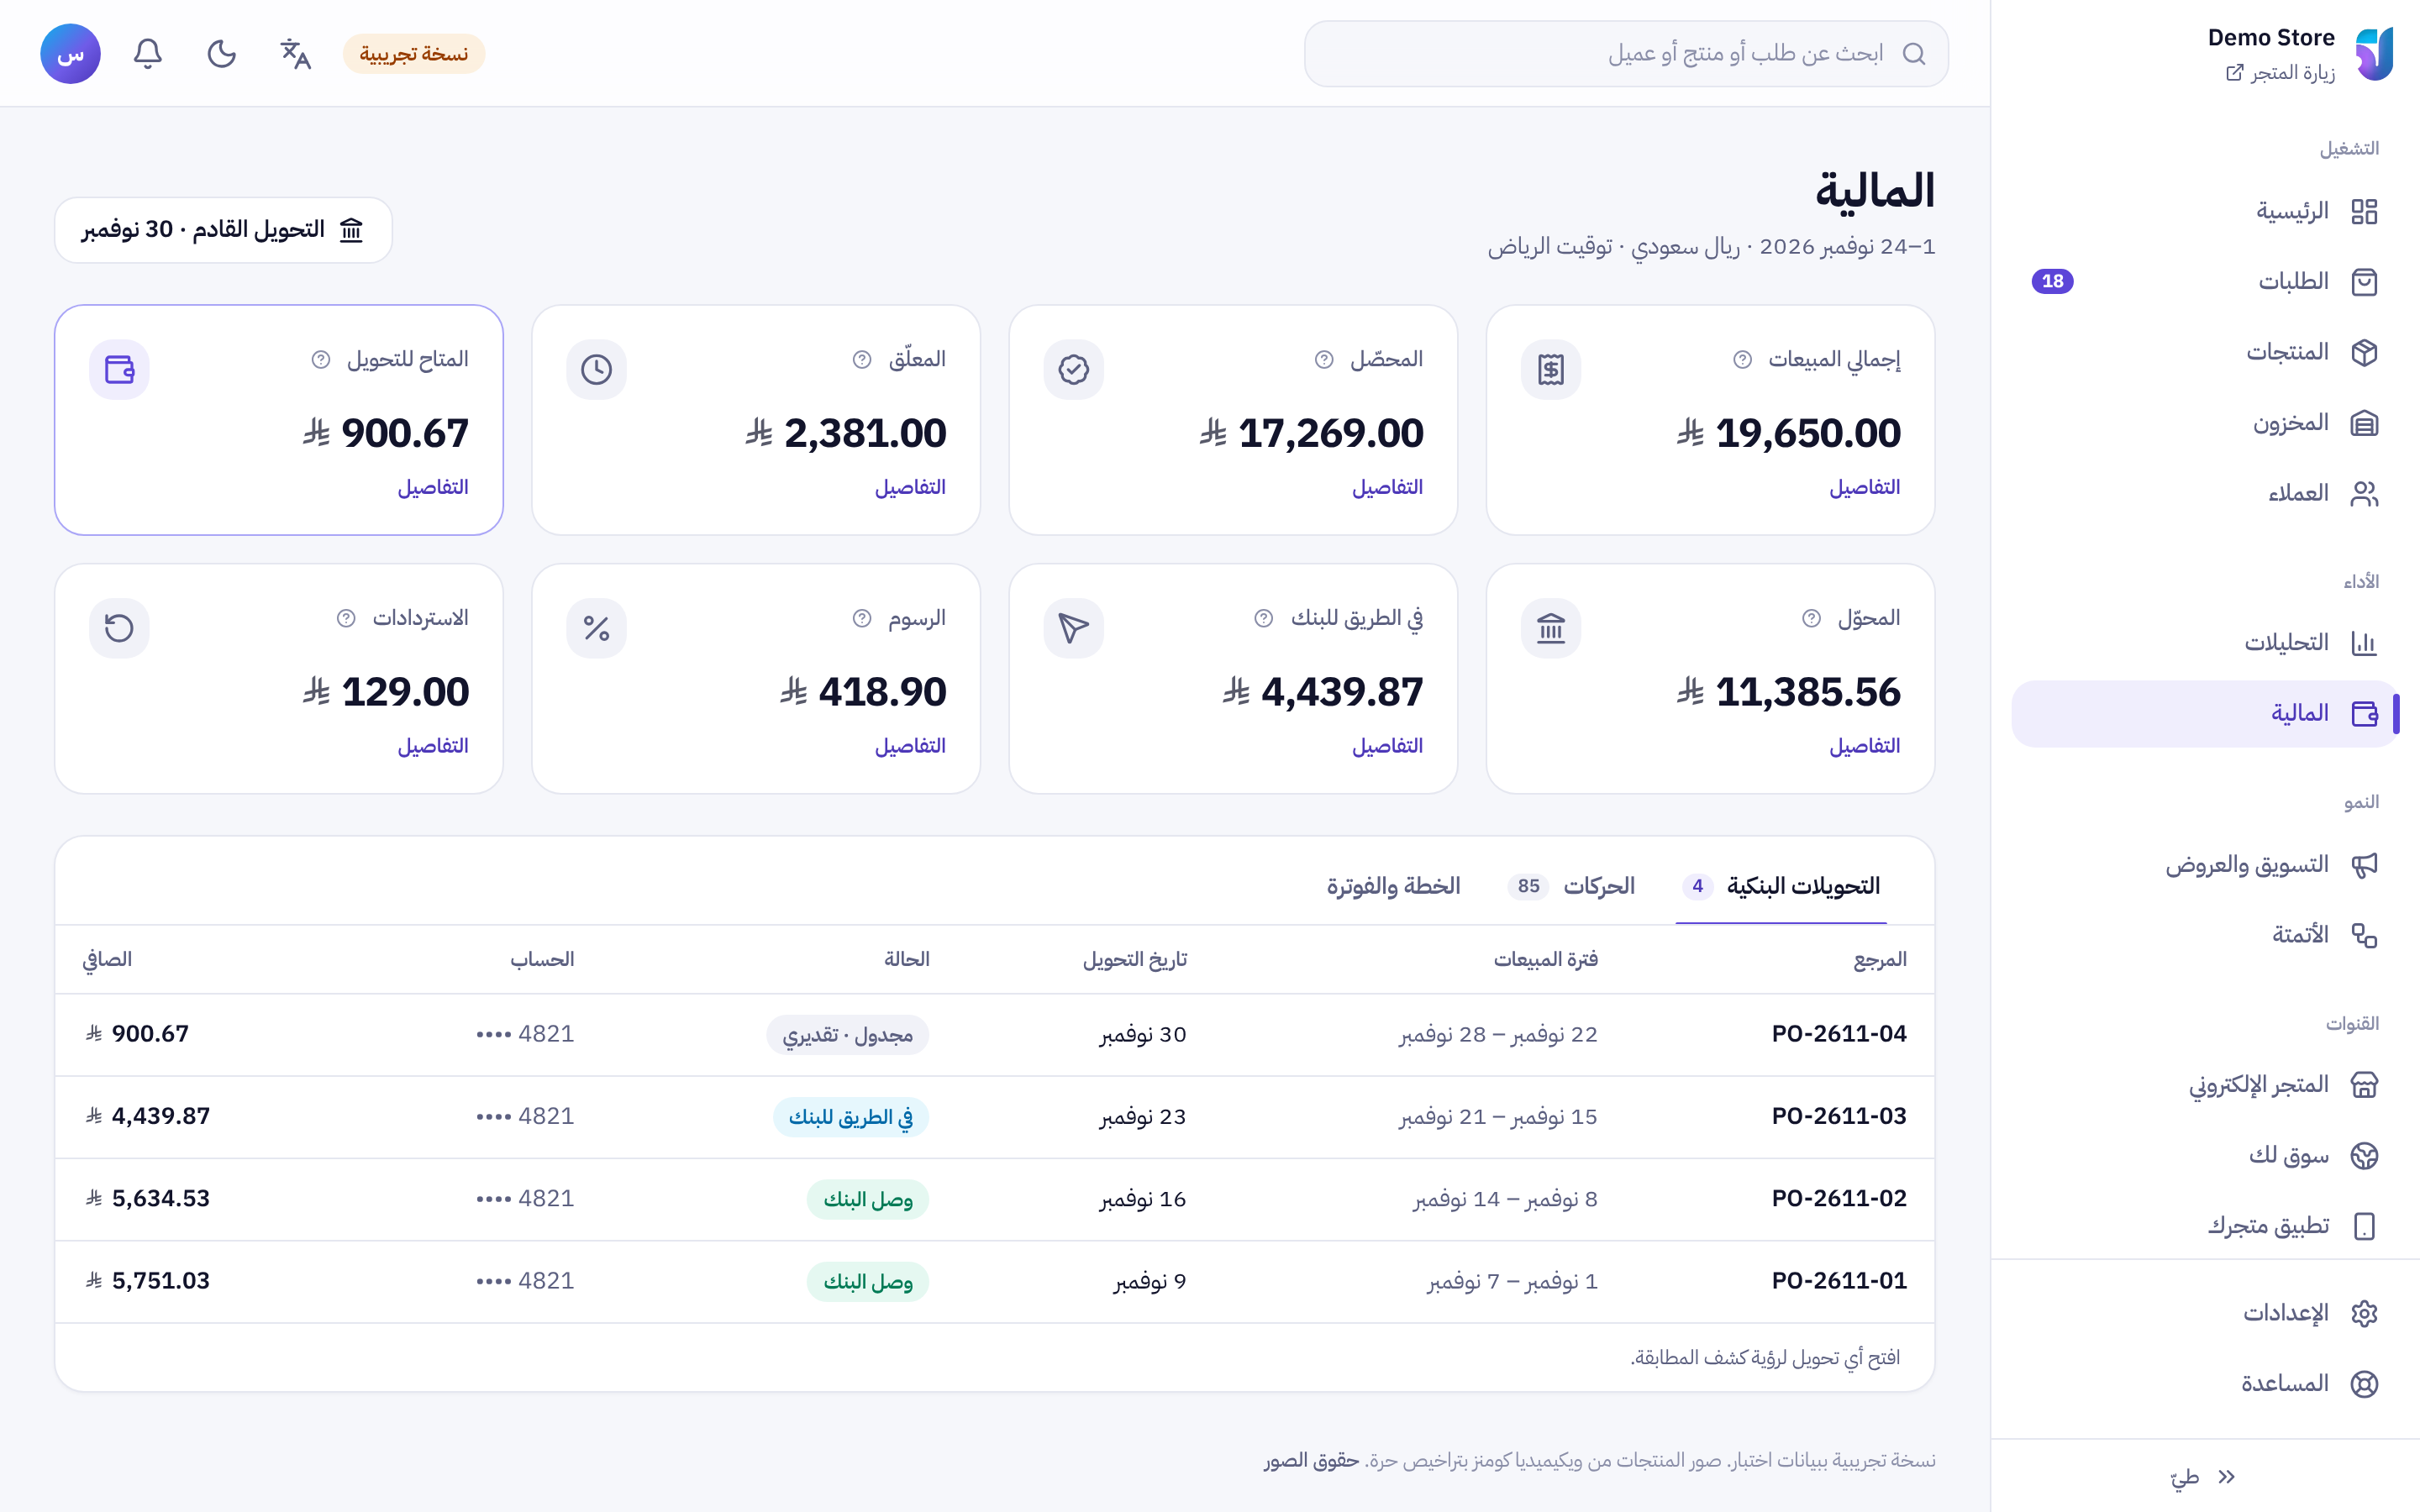 Demo Store
زيارة المتجر
التشغيل
الرئيسية
الطلبات 18
المنتجات
المخزون
العملاء
الأداء
التحليلات
المالية
النمو
التسويق والعروض
الأتمتة
القنوات
المتجر الإلكتروني
سوق لك
تطبيق متجرك
الإعدادات
المساعدة
طيّ
ابحث عن طلب أو منتج أو عميل
نسخة تجريبية
س
المالية
1–24 نوفمبر 2026 · ريال سعودي · توقيت الرياض
التحويل القادم · 30 نوفمبر
إجمالي المبيعات
19,650.00
التفاصيل
المحصّل
17,269.00
التفاصيل
المعلّق
2,381.00
التفاصيل
المتاح للتحويل
900.67
التفاصيل
المحوّل
11,385.56
التفاصيل
في الطريق للبنك
4,439.87
التفاصيل
الرسوم
418.90
التفاصيل
الاستردادات
129.00
التفاصيل
التحويلات البنكية 4 الحركات 85 الخطة والفوترة
المرجع فترة المبيعات تاريخ التحويل الحالة الحساب الصافي
PO-2611-04 22 نوفمبر – 28 نوفمبر 30 نوفمبر مجدول · تقديري 4821 •••• 900.67
PO-2611-03 15 نوفمبر – 21 نوفمبر 23 نوفمبر في الطريق للبنك 4821 •••• 4,439.87
PO-2611-02 8 نوفمبر – 14 نوفمبر 16 نوفمبر وصل البنك 4821 •••• 5,634.53
PO-2611-01 1 نوفمبر – 7 نوفمبر 9 نوفمبر وصل البنك 4821 •••• 5,751.03
افتح أي تحويل لرؤية كشف المطابقة.
نسخة تجريبية ببيانات اختبار. صور المنتجات من ويكيميديا كومنز بتراخيص حرة. حقوق الصور